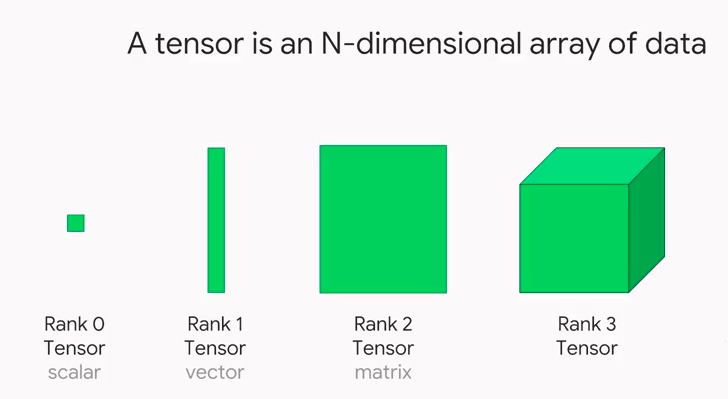 A tensor is an N-dimensional array of data
Rank 0
Tensor
scalar
Rank 1
Tensor
vector
Rank 2
Tensor
matrix
Rank 3
Tensor